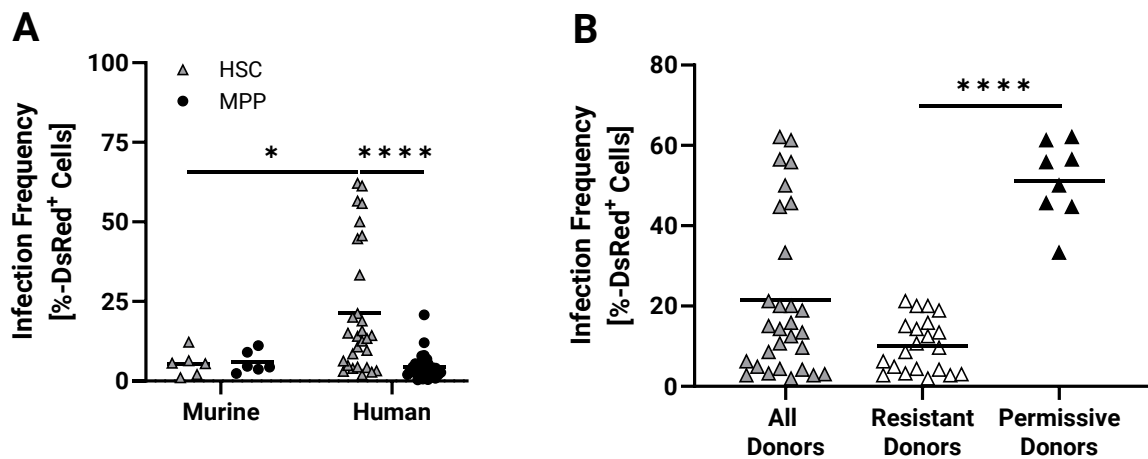 A
Infection Frequency
[%-DsRed⁺ Cells]
100
75
50
25
0
HSC
MPP
*
****
Murine
Human
B
Infection Frequency
[%-DsRed⁺ Cells]
80
60
40
20
0
****
All
Donors
Resistant
Donors
Permissive
Donors